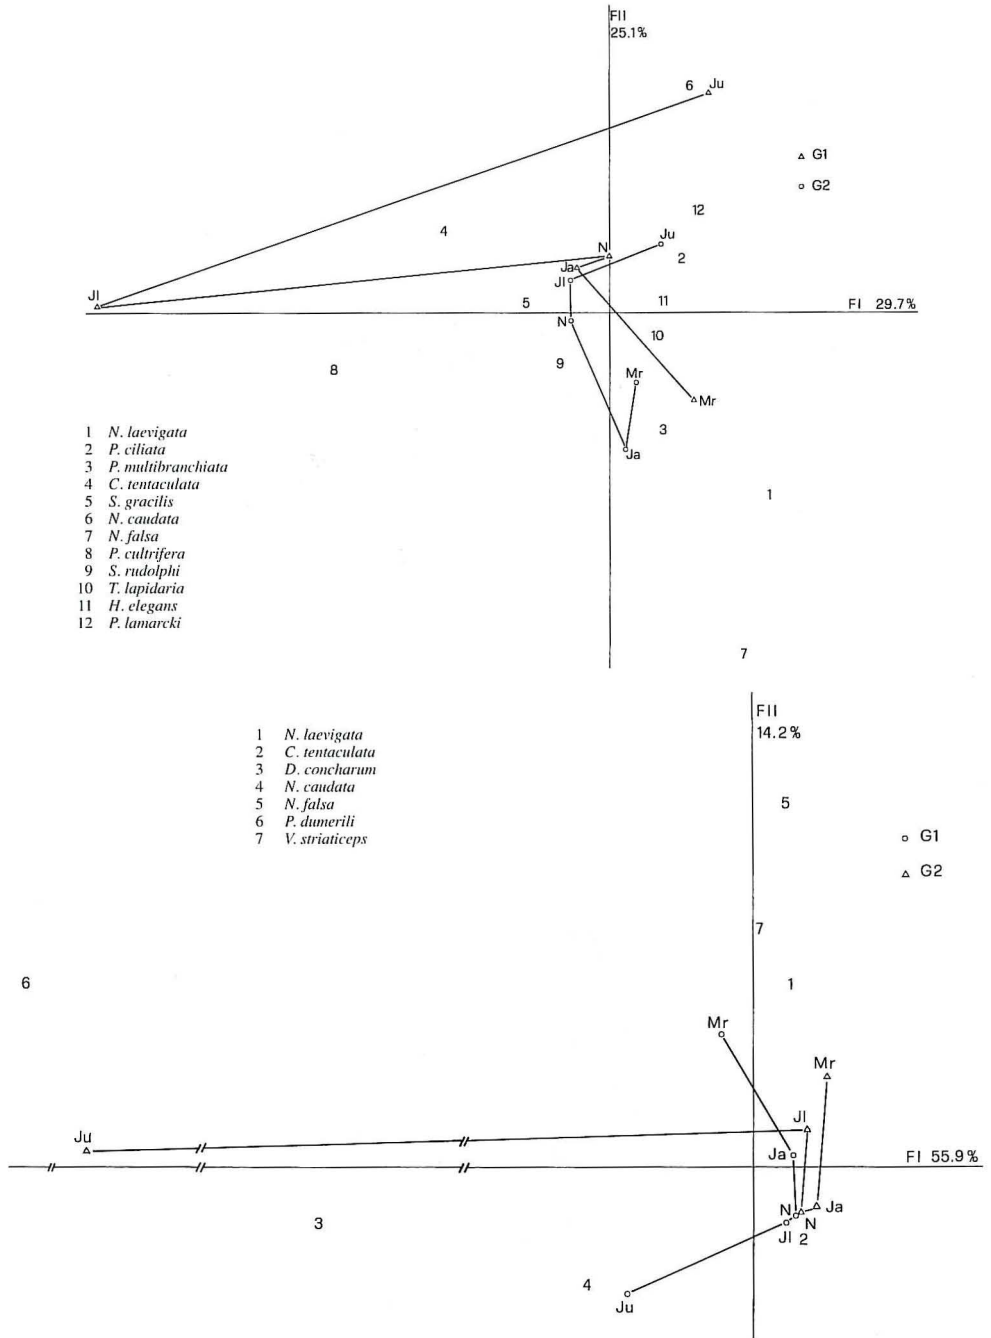 FII
25.1%
6 Ju
△ G1
○ G2
12
4
Ju
N
2
Ja
Jl
Jl
5
11
FI 29.7%
N
10
9
8
Mr
Mr
3
Ja
1
7
1 N. laevigata
2 P. ciliata
3 P. multibranchiata
4 C. tentaculata
5 S. gracilis
6 N. caudata
7 N. falsa
8 P. cultrifera
9 S. rudolphi
10 T. lapidaria
11 H. elegans
12 P. lamarcki
FII
14.2%
1 N. laevigata
2 C. tentaculata
3 D. concharum
4 N. caudata
5 N. falsa
6 P. dumerili
7 V. striaticeps
5
○ G1
△ G2
7
6
1
Mr
Mr
Jl
Ju
Ja
FI 55.9%
N
Ja
N
Jl 2
3
4
Ju